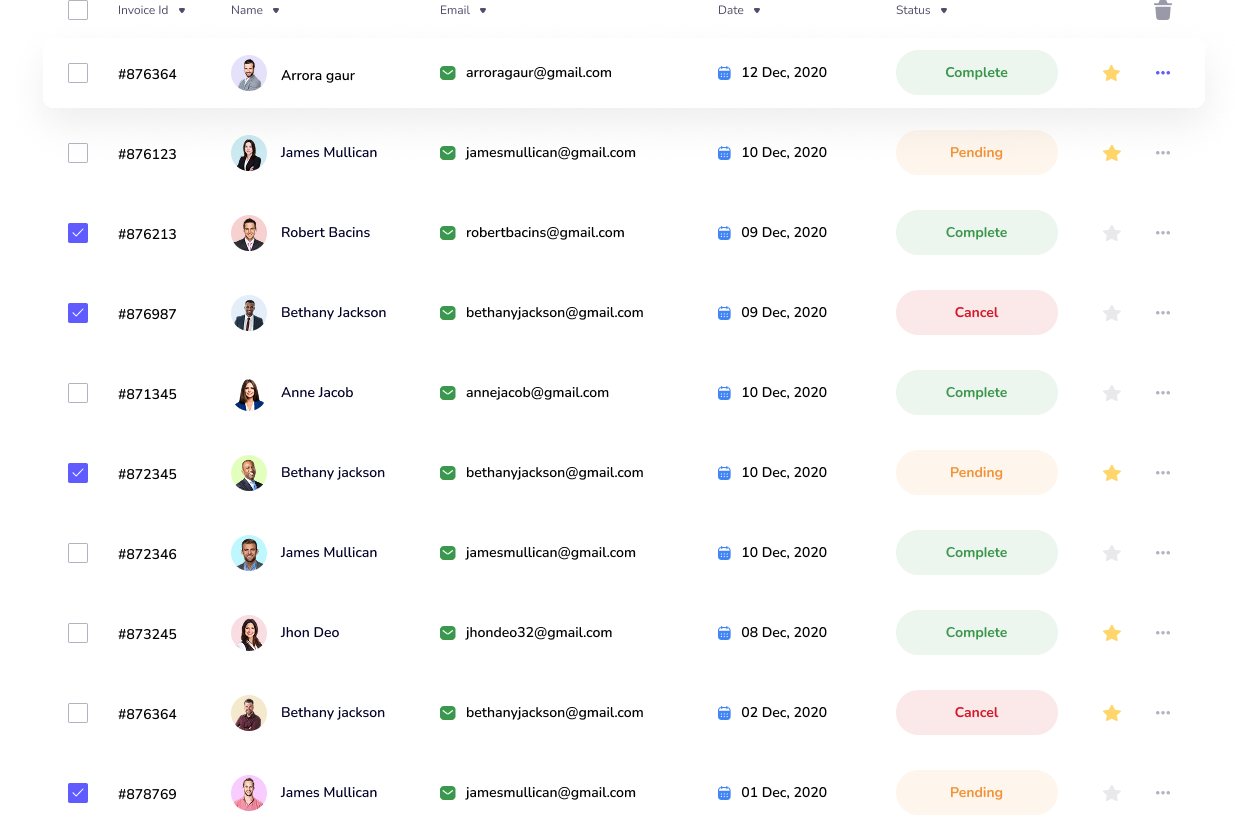 Invoice Id Name Email Date Status
#876364 Arrora gaur arroragaur@gmail.com 12 Dec, 2020 Complete
#876123 James Mullican jamesmullican@gmail.com 10 Dec, 2020 Pending
#876213 Robert Bacins robertbacins@gmail.com 09 Dec, 2020 Complete
#876987 Bethany Jackson bethanyjackson@gmail.com 09 Dec, 2020 Cancel
#871345 Anne Jacob annejacob@gmail.com 10 Dec, 2020 Complete
#872345 Bethany jackson bethanyjackson@gmail.com 10 Dec, 2020 Pending
#872346 James Mullican jamesmullican@gmail.com 10 Dec, 2020 Complete
#873245 Jhon Deo jhondeo32@gmail.com 08 Dec, 2020 Complete
#876364 Bethany jackson bethanyjackson@gmail.com 02 Dec, 2020 Cancel
#878769 James Mullican jamesmullican@gmail.com 01 Dec, 2020 Pending